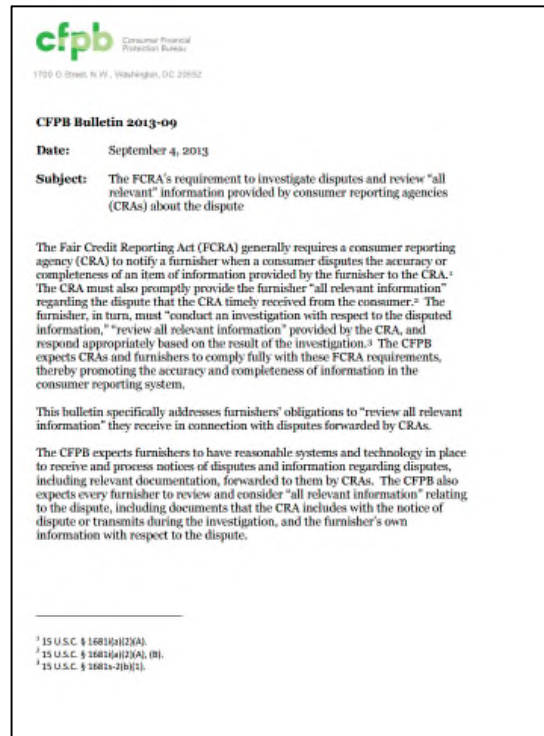 cfpb Consumer Financial
Protection Bureau
1700 G Street, N.W., Washington, DC 20552
CFPB Bulletin 2013-09
Date: September 4, 2013
Subject: The FCRA's requirement to investigate disputes and review "all
relevant" information provided by consumer reporting agencies
(CRAs) about the dispute
The Fair Credit Reporting Act (FCRA) generally requires a consumer reporting
agency (CRA) to notify a furnisher when a consumer disputes the accuracy or
completeness of an item of information provided by the furnisher to the CRA.¹
The CRA must also promptly provide the furnisher "all relevant information"
regarding the dispute that the CRA timely received from the consumer.² The
furnisher, in turn, must "conduct an investigation with respect to the disputed
information," "review all relevant information" provided by the CRA, and
respond appropriately based on the result of the investigation.³ The CFPB
expects CRAs and furnishers to comply fully with these FCRA requirements,
thereby promoting the accuracy and completeness of information in the
consumer reporting system.
This bulletin specifically addresses furnishers' obligations to "review all relevant
information" they receive in connection with disputes forwarded by CRAs.
The CFPB expects furnishers to have reasonable systems and technology in place
to receive and process notices of disputes and information regarding disputes,
including relevant documentation, forwarded to them by CRAs. The CFPB also
expects every furnisher to review and consider "all relevant information" relating
to the dispute, including documents that the CRA includes with the notice of
dispute or transmits during the investigation, and the furnisher's own
information with respect to the dispute.
¹ 15 U.S.C. § 1681i(a)(2)(A).
² 15 U.S.C. § 1681i(a)(2)(A), (B).
³ 15 U.S.C. § 1681s-2(b)(1).